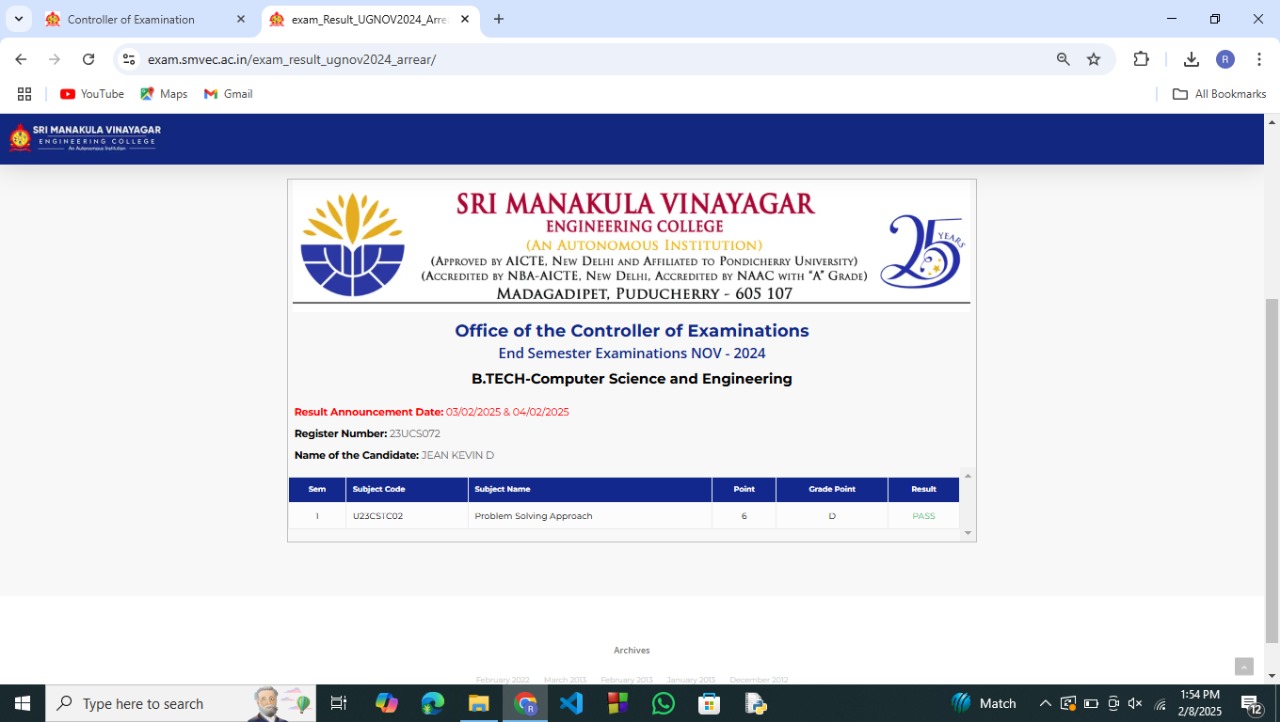 Controller of Examination
exam_Result_UGNOV2024_Arre
exam.smvec.ac.in/exam_result_ugnov2024_arrear/
R
YouTube
Maps
Gmail
All Bookmarks
SRI MANAKULA VINAYAGAR
ENGINEERING COLLEGE
An Autonomous Institution
SRI MANAKULA VINAYAGAR
ENGINEERING COLLEGE
(AN AUTONOMOUS INSTITUTION)
(APPROVED BY AICTE, NEW DELHI AND AFFILIATED TO PONDICHERRY UNIVERSITY)
(ACCREDITED BY NBA-AICTE, NEW DELHI, ACCREDITED BY NAAC WITH "A" GRADE)
MADAGADIPET, PUDUCHERRY - 605 107
25 YEARS
Office of the Controller of Examinations
End Semester Examinations NOV - 2024
B.TECH-Computer Science and Engineering
Result Announcement Date: 03/02/2025 & 04/02/2025
Register Number: 23UCS072
Name of the Candidate: JEAN KEVIN D
Sem Subject Code Subject Name Point Grade Point Result
1 U23CSTC02 Problem Solving Approach 6 D PASS
Archives
February 2022 March 2013 February 2013 January 2013 December 2012
Type here to search
Match
1:54 PM
2/8/2025
12